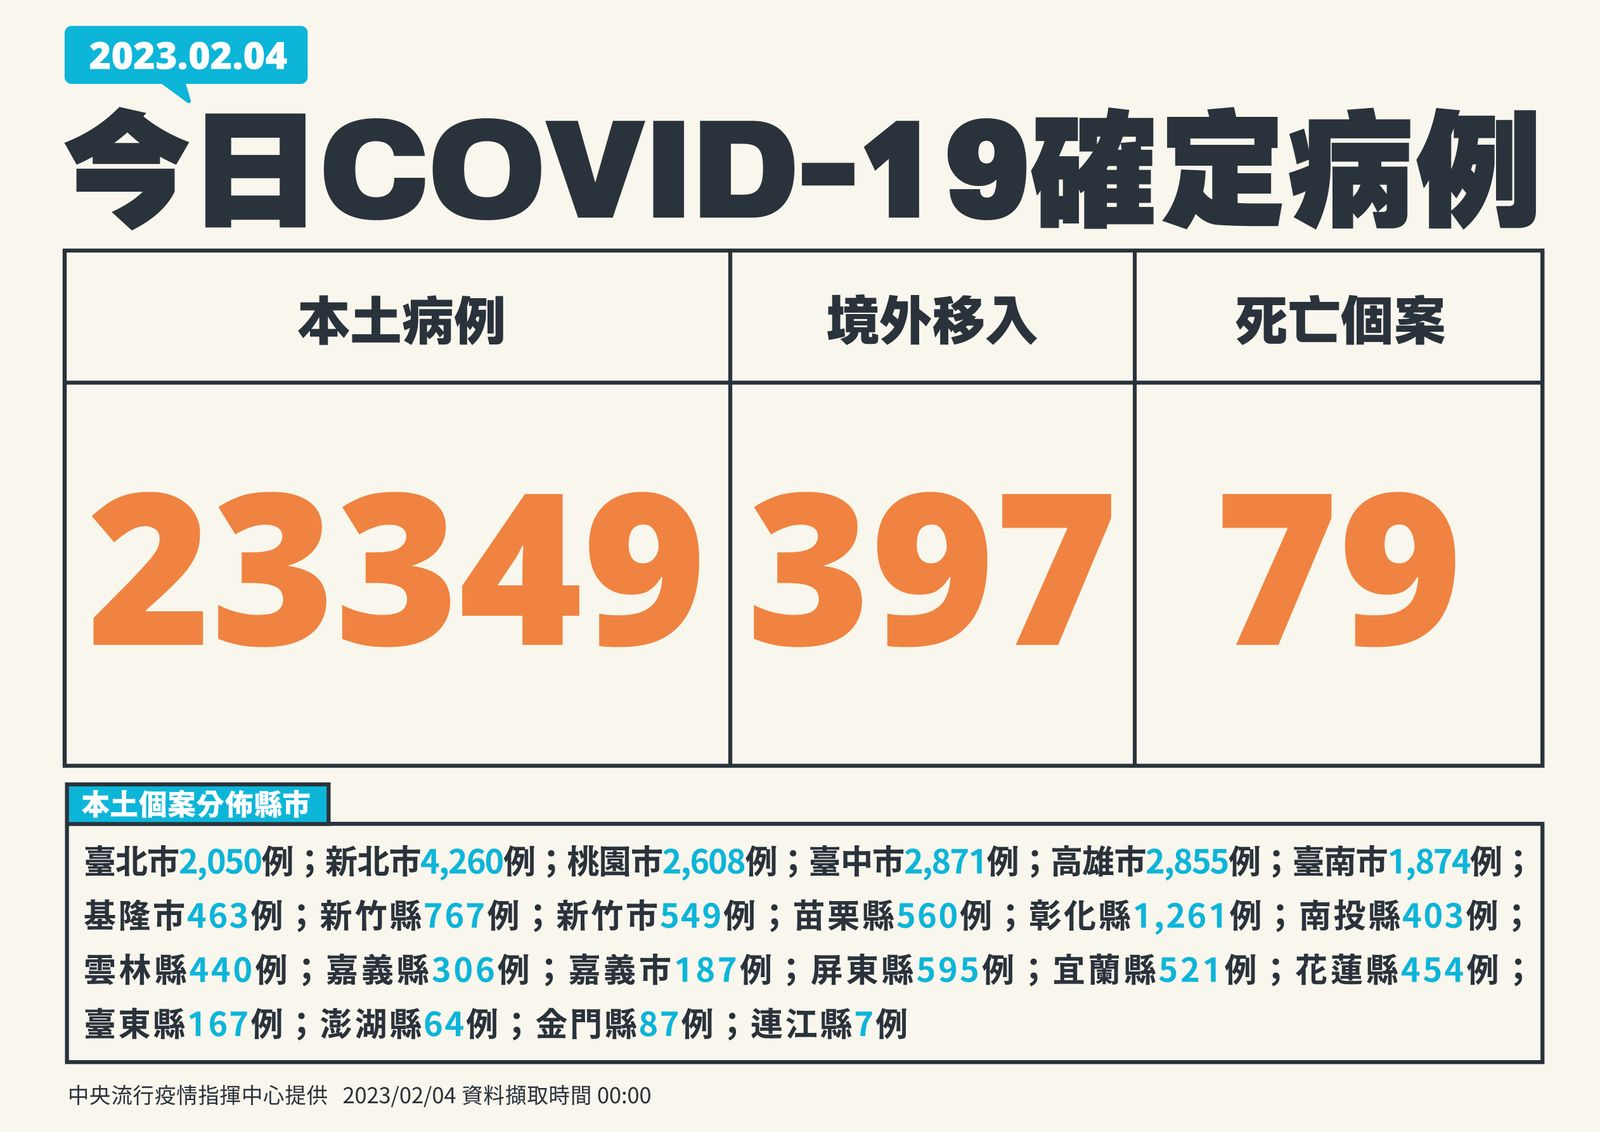 2023.02.04
今日COVID-19確定病例
本土病例 境外移入 死亡個案
23349 397 79
本土個案分佈縣市
臺北市2,050例；新北市4,260例；桃園市2,608例；臺中市2,871例；高雄市2,855例；臺南市1,874例；
基隆市463例；新竹縣767例；新竹市549例；苗栗縣560例；彰化縣1,261例；南投縣403例；
雲林縣440例；嘉義縣306例；嘉義市187例；屏東縣595例；宜蘭縣521例；花蓮縣454例；
臺東縣167例；澎湖縣64例；金門縣87例；連江縣7例
中央流行疫情指揮中心提供 2023/02/04 資料擷取時間 00:00